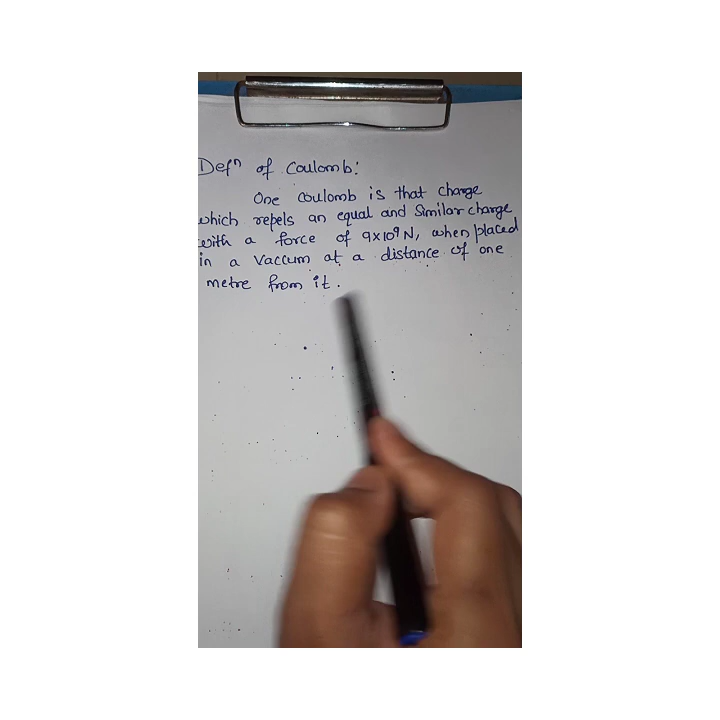 Defⁿ of Coulomb:
One Coulomb is that charge
which repels an equal and Similar charge
with a force of 9x10⁹ N, when placed
in a vaccum at a distance of one
metre from it.